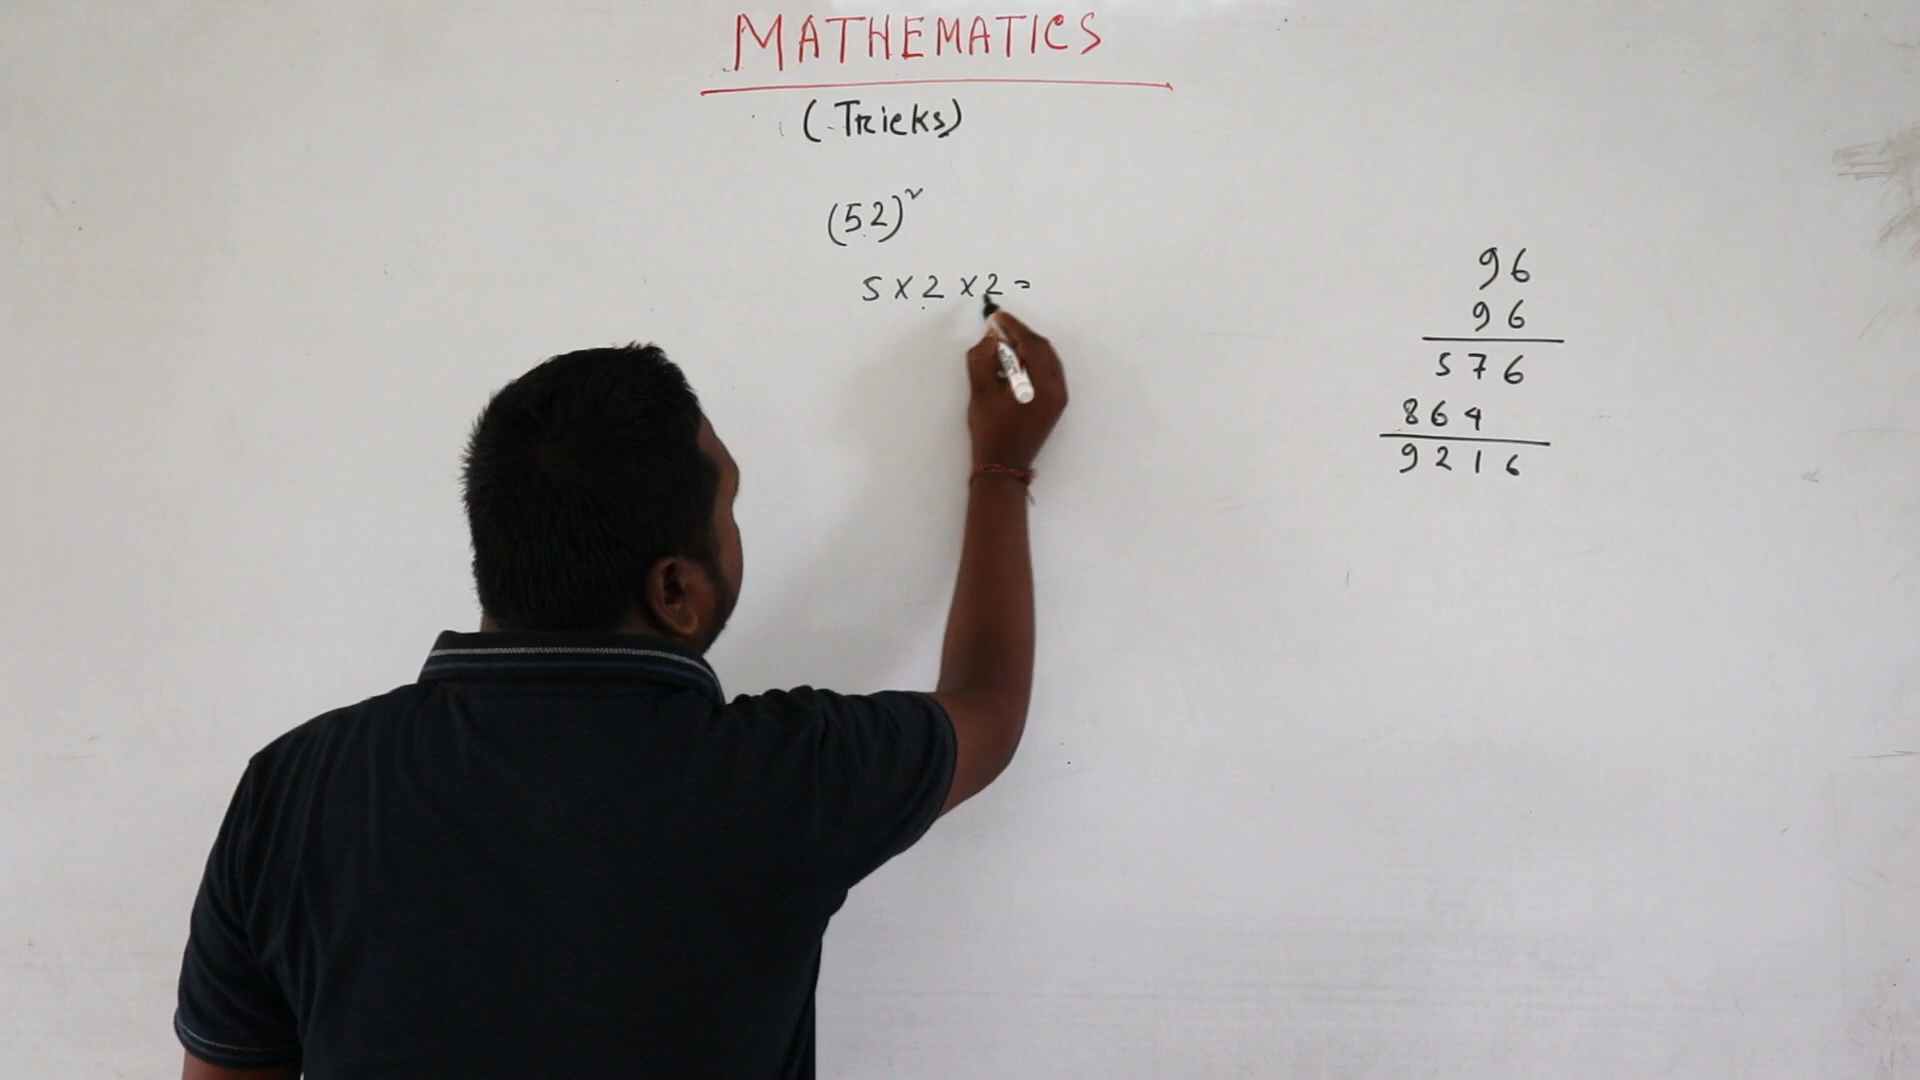 MATHEMATICS
(Tricks)
(52)²
5 × 2 × 2 =
96
96
576
864
9216